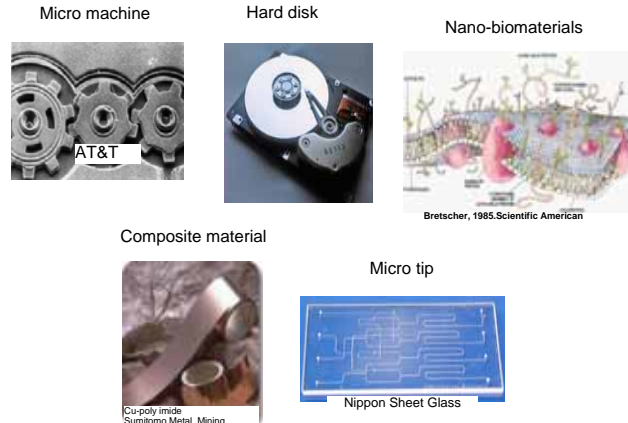 Micro machine
Hard disk
Nano-biomaterials
AT&T
Bretscher, 1985.Scientific American
Composite material
Micro tip
Cu-poly imide
Sumitomo Metal Mining
Nippon Sheet Glass